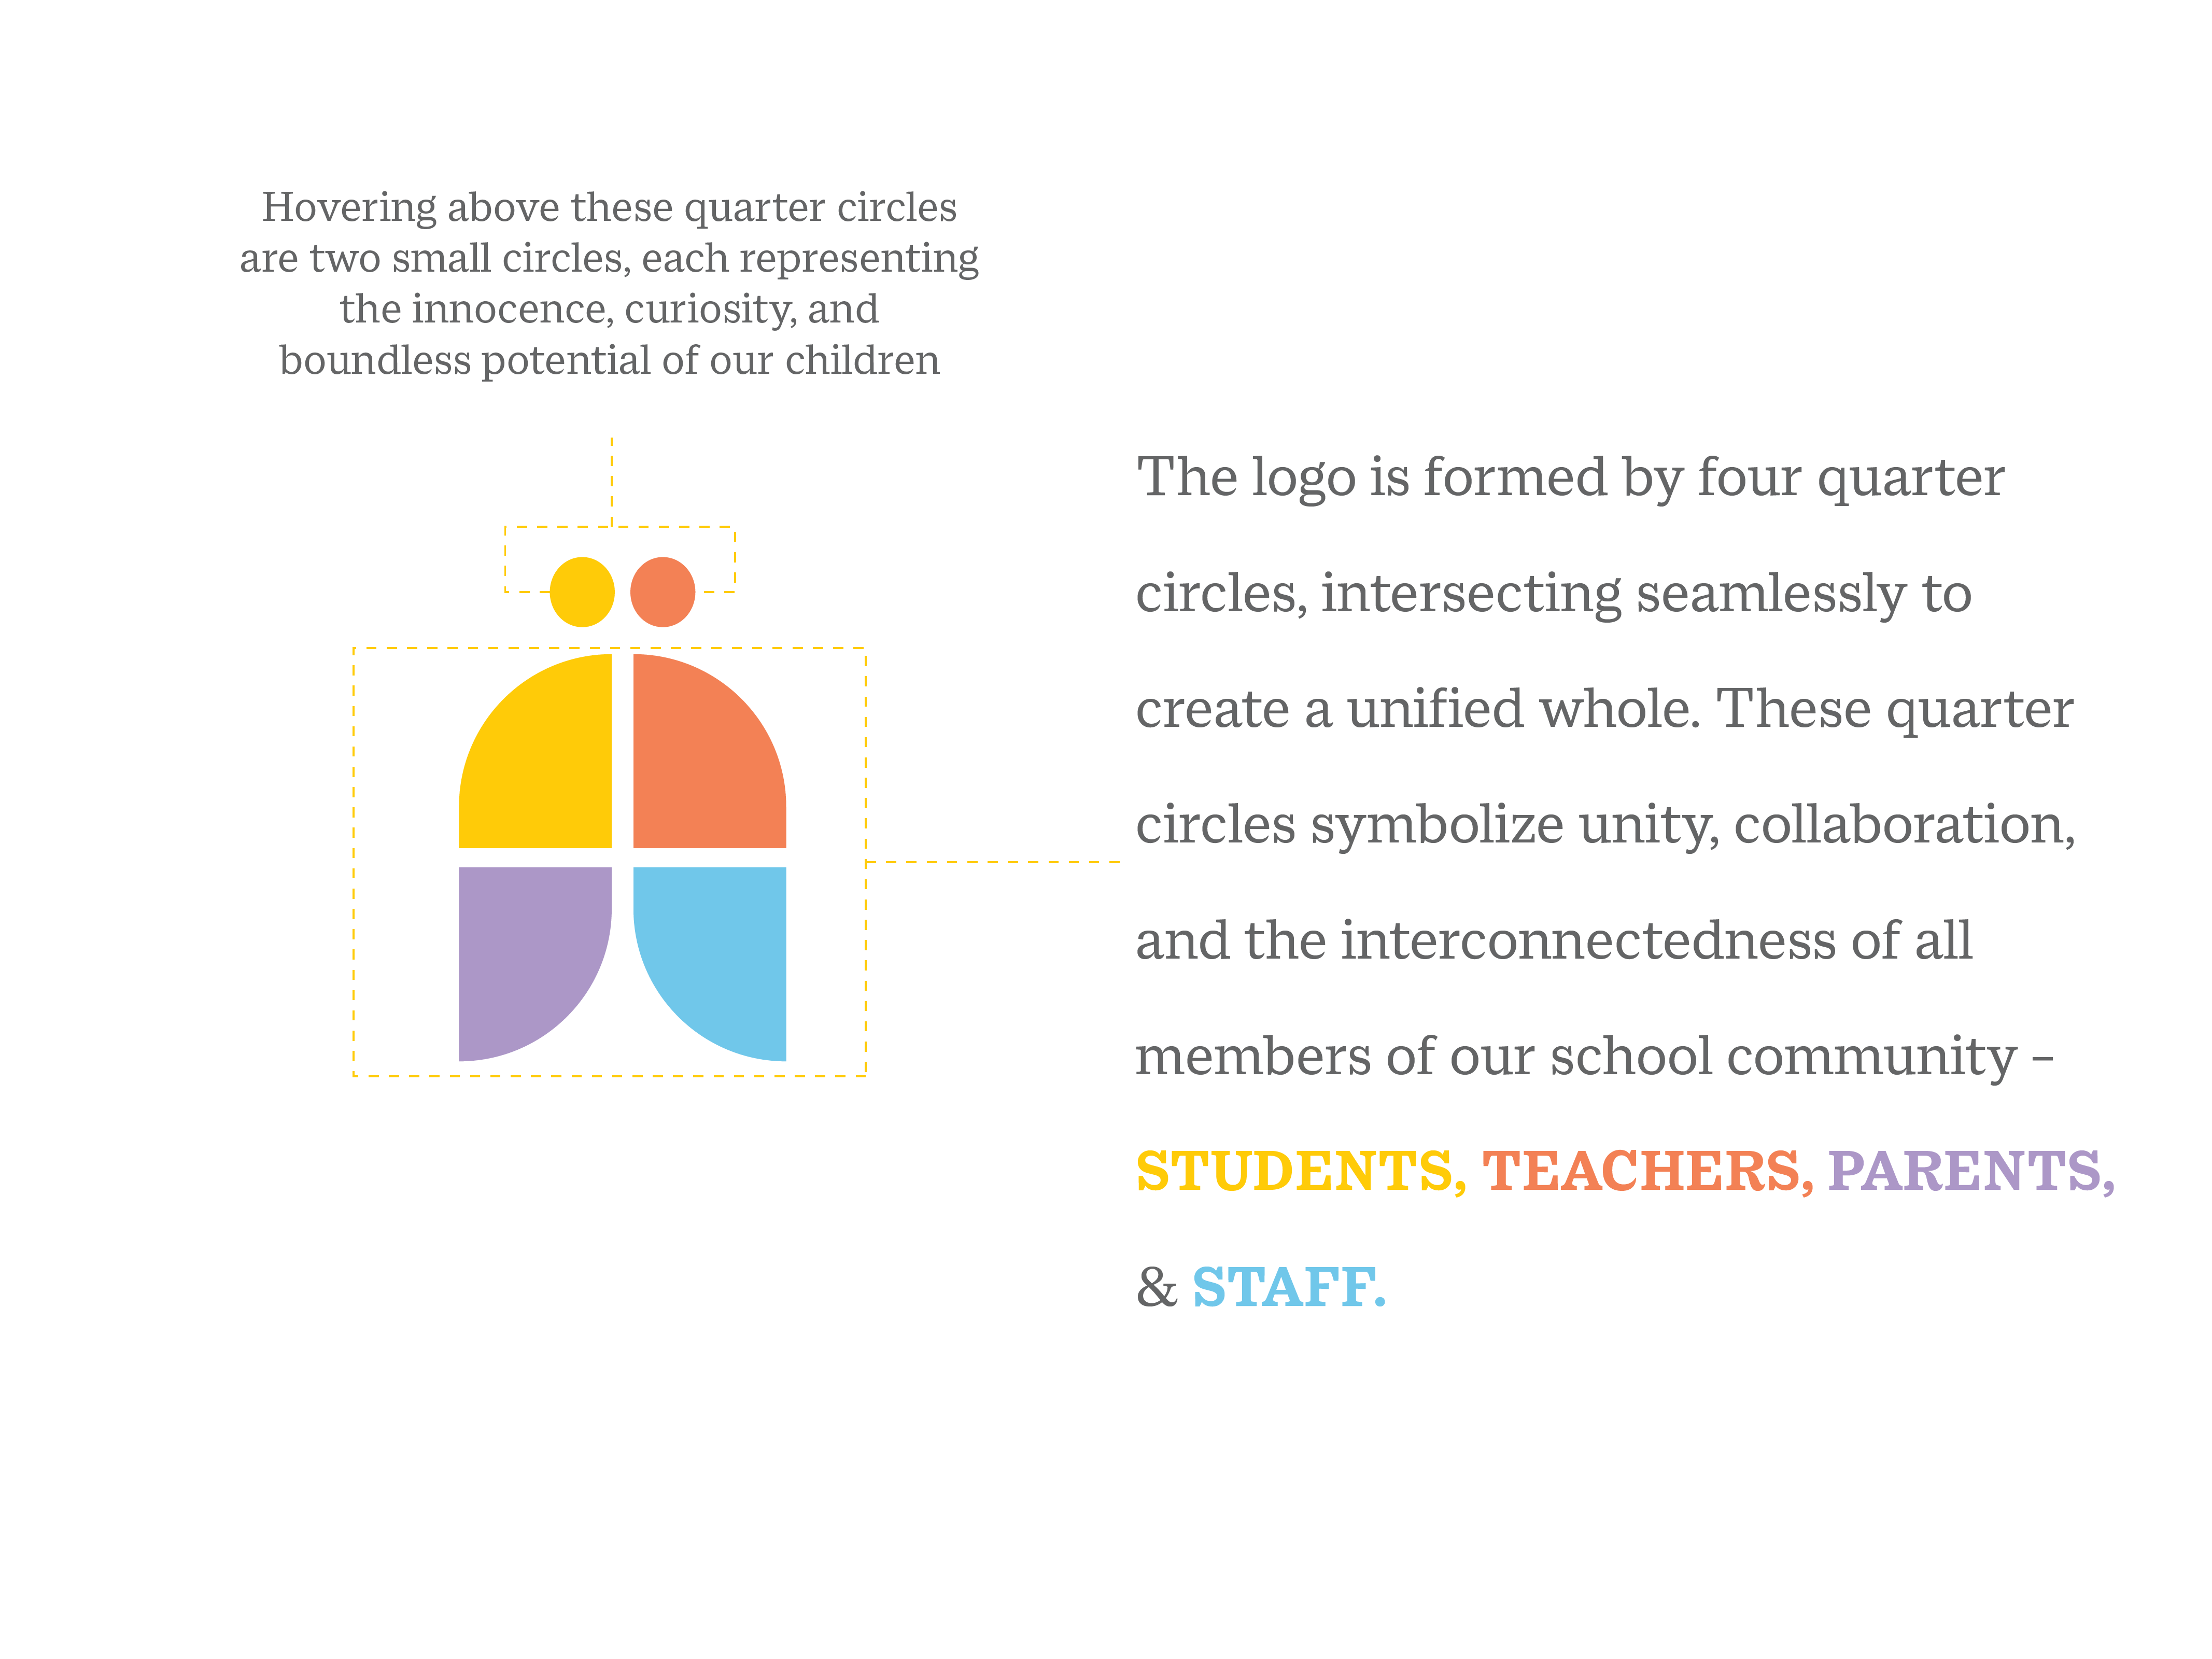 Hovering above these quarter circles
are two small circles, each representing
the innocence, curiosity, and
boundless potential of our children
The logo is formed by four quarter
circles, intersecting seamlessly to
create a unified whole. These quarter
circles symbolize unity, collaboration,
and the interconnectedness of all
members of our school community –
STUDENTS, TEACHERS, PARENTS,
& STAFF.